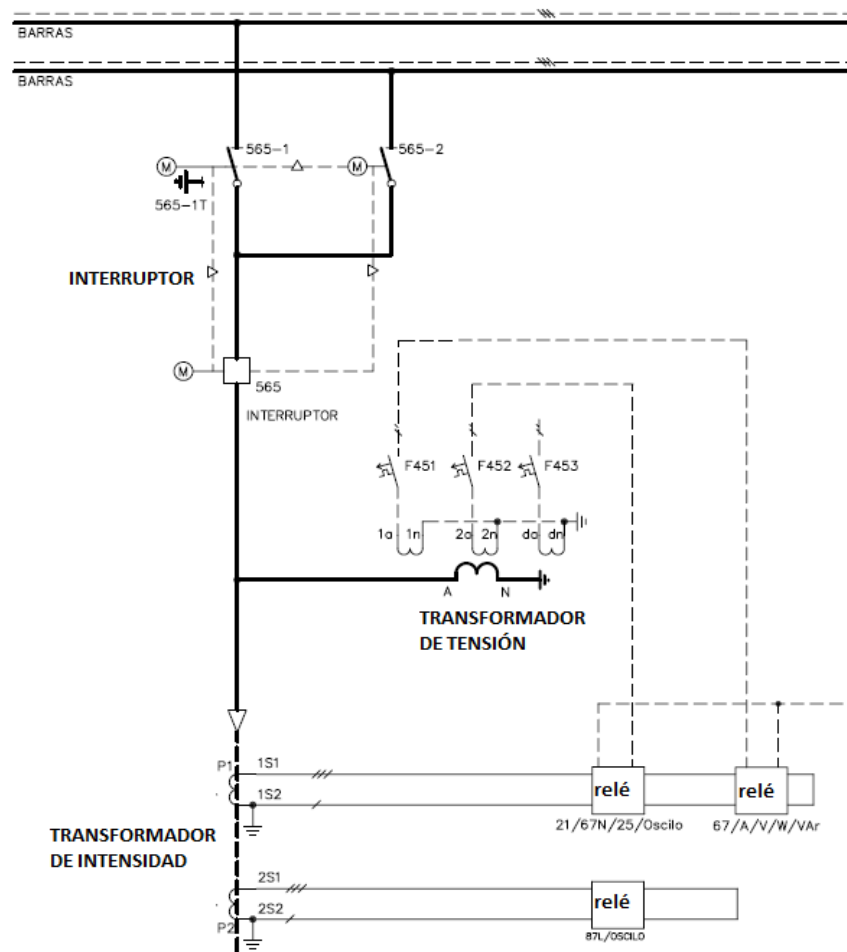 BARRAS
BARRAS
565-1
565-2
M
M
565-1T
INTERRUPTOR
M
565
INTERRUPTOR
F451
F452
F453
1a
1n
2a
2n
da
dn
A
N
TRANSFORMADOR
DE TENSIÓN
P1
1S1
1S2
relé
relé
21/67N/25/Oscilo
67/A/V/W/VAr
TRANSFORMADOR
DE INTENSIDAD
2S1
2S2
P2
relé
87L/OSCILO